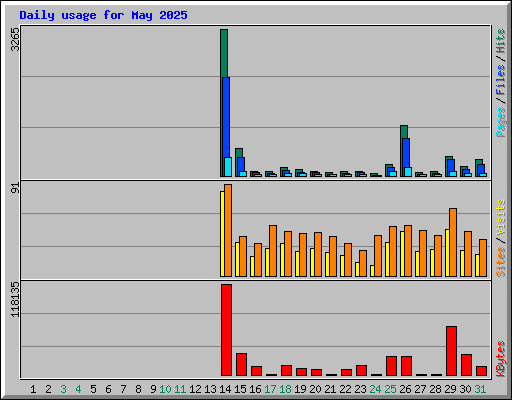 Daily usage for May 2025
3265
91
118135
Pages/Files/Hits
Sites/Visits
KBytes
1 2 3 4 5 6 7 8 9 10 11 12 13 14 15 16 17 18 19 20 21 22 23 24 25 26 27 28 29 30 31